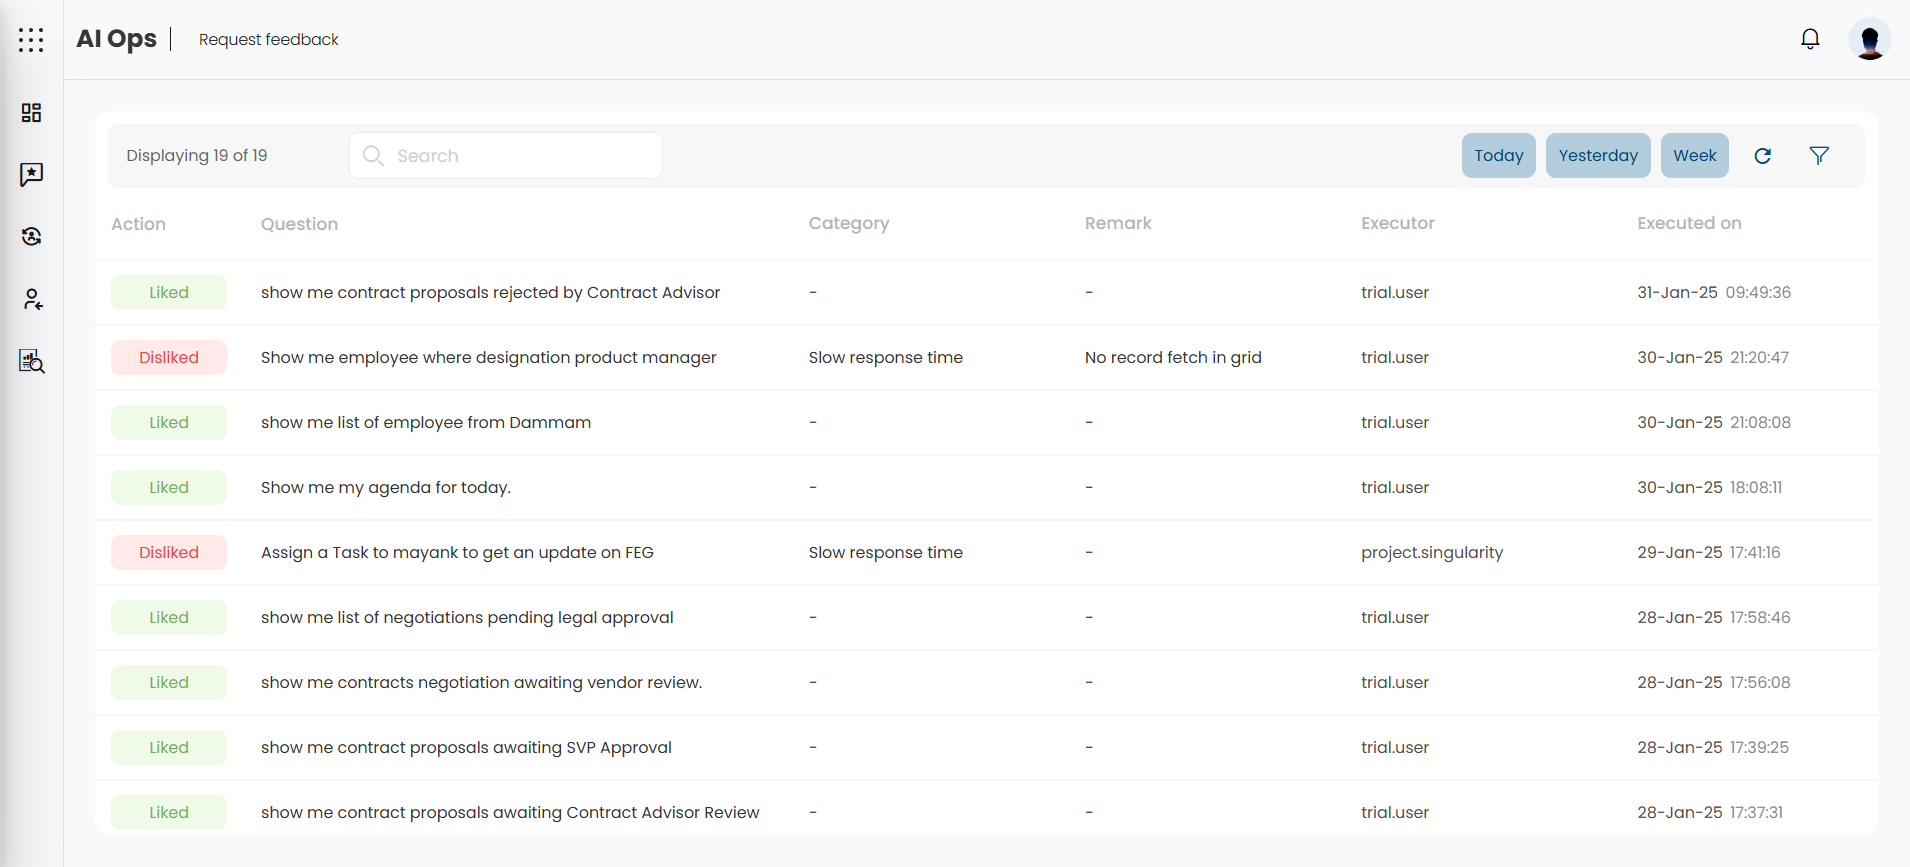 AI Ops
Request feedback
Displaying 19 of 19
Search
Today
Yesterday
Week
Action Question Category Remark Executor Executed on
Liked show me contract proposals rejected by Contract Advisor - - trial.user 31-Jan-25 09:49:36
Disliked Show me employee where designation product manager Slow response time No record fetch in grid trial.user 30-Jan-25 21:20:47
Liked show me list of employee from Dammam - - trial.user 30-Jan-25 21:08:08
Liked Show me my agenda for today. - - trial.user 30-Jan-25 18:08:11
Disliked Assign a Task to mayank to get an update on FEG Slow response time - project.singularity 29-Jan-25 17:41:16
Liked show me list of negotiations pending legal approval - - trial.user 28-Jan-25 17:58:46
Liked show me contracts negotiation awaiting vendor review. - - trial.user 28-Jan-25 17:56:08
Liked show me contract proposals awaiting SVP Approval - - trial.user 28-Jan-25 17:39:25
Liked show me contract proposals awaiting Contract Advisor Review - - trial.user 28-Jan-25 17:37:31